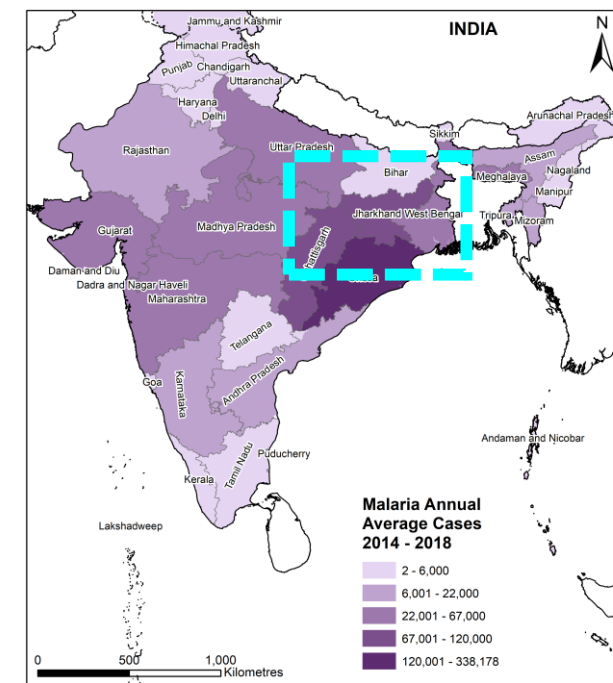 INDIA
N
Jammu and Kashmir
Himachal Pradesh
Punjab
Chandigarh
Uttaranchal
Haryana
Delhi
Arunachal Pradesh
Rajasthan
Uttar Pradesh
Sikkim
Assam
Bihar
Nagaland
Meghalaya
Manipur
Gujarat
Madhya Pradesh
Jharkhand
West Bengal
Tripura
Mizoram
Daman and Diu
Dadra and Nagar Haveli
Maharashtra
Telangana
Goa
Karnataka
Andhra Pradesh
Andaman and Nicobar
Puducherry
Tamil Nadu
Kerala
Lakshadweep
Malaria Annual
Average Cases
2014 - 2018
2 - 6,000
6,001 - 22,000
22,001 - 67,000
67,001 - 120,000
120,001 - 338,178
0 500 1,000
Kilometres